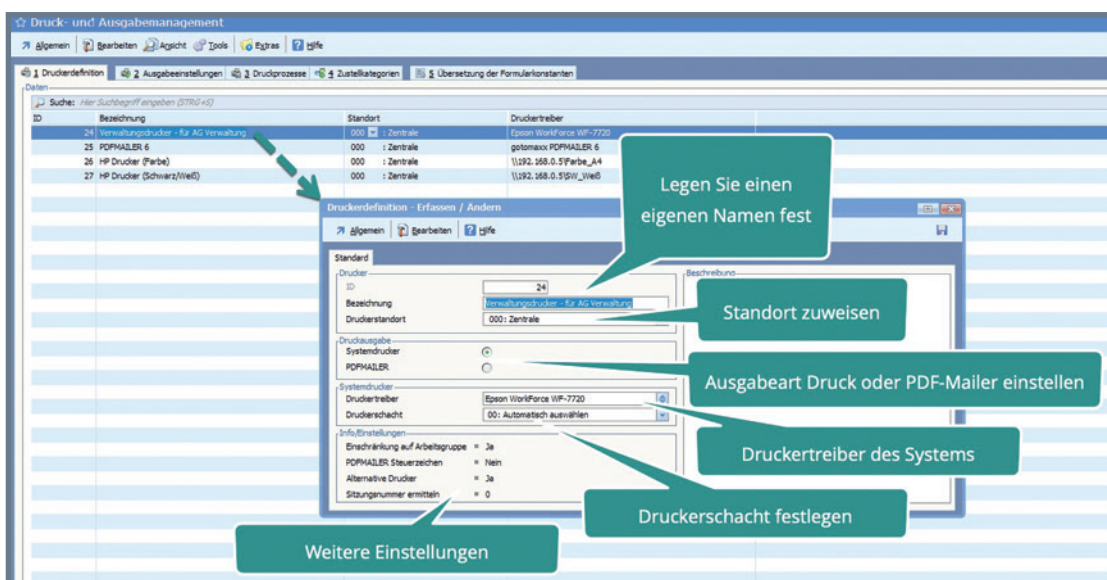 Druck- und Ausgabemanagement
Allgemein Bearbeiten Ansicht Tools Extras Hilfe
1 Druckerdefinition 2 Ausgabeeinstellungen 3 Druckprozesse 4 Zustellkategorien 5 Übersetzung der Formularkonstanten
Daten
Suche: Hier Suchbegriff eingeben (STRG+S)
ID Bezeichnung Standort Druckertreiber
24 Verwaltungsdrucker - für AG Verwaltung 000 : Zentrale Epson WorkForce WF-7720
25 PDFMAILER 6 000 : Zentrale gotomaxx PDFMAILER 6
26 HP Drucker (Farbe) 000 : Zentrale \\192.168.0.5\Farbe_A4
27 HP Drucker (Schwarz/Weiß) 000 : Zentrale \\192.168.0.5\SW_Weiß
Legen Sie einen
eigenen Namen fest
Druckerdefinition - Erfassen / Ändern
Allgemein Bearbeiten Hilfe
Standard
Drucker
Beschreibung
ID 24
Bezeichnung Verwaltungsdrucker - für AG Verwaltung
Druckerstandort 000: Zentrale
Standort zuweisen
Druckausgabe
Systemdrucker
PDFMAILER
Ausgabeart Druck oder PDF-Mailer einstellen
Systemdrucker
Druckertreiber Epson WorkForce WF-7720
Druckerschacht 00: Automatisch auswählen
Druckertreiber des Systems
Info/Einstellungen
Einschränkung auf Arbeitsgruppe = Ja
PDFMAILER Steuerzeichen = Nein
Alternative Drucker = Ja
Sitzungsnummer ermitteln = 0
Druckerschacht festlegen
Weitere Einstellungen